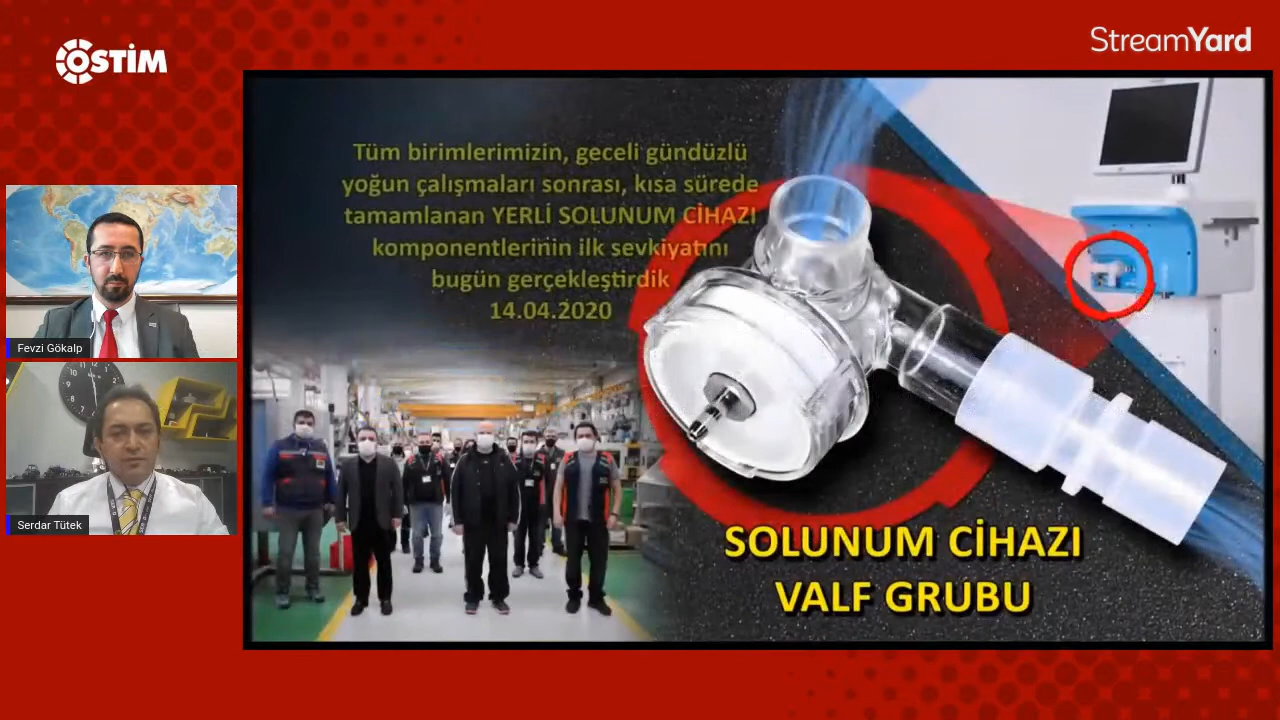 OSTİM
StreamYard
Tüm birimlerimizin, geceli gündüzlü
yoğun çalışmaları sonrası, kısa sürede
tamamlanan YERLİ SOLUNUM CİHAZI
komponentlerinin ilk sevkiyatını
bugün gerçekleştirdik
14.04.2020
SOLUNUM CİHAZI
VALF GRUBU
Fevzi Gökalp
Serdar Tütek